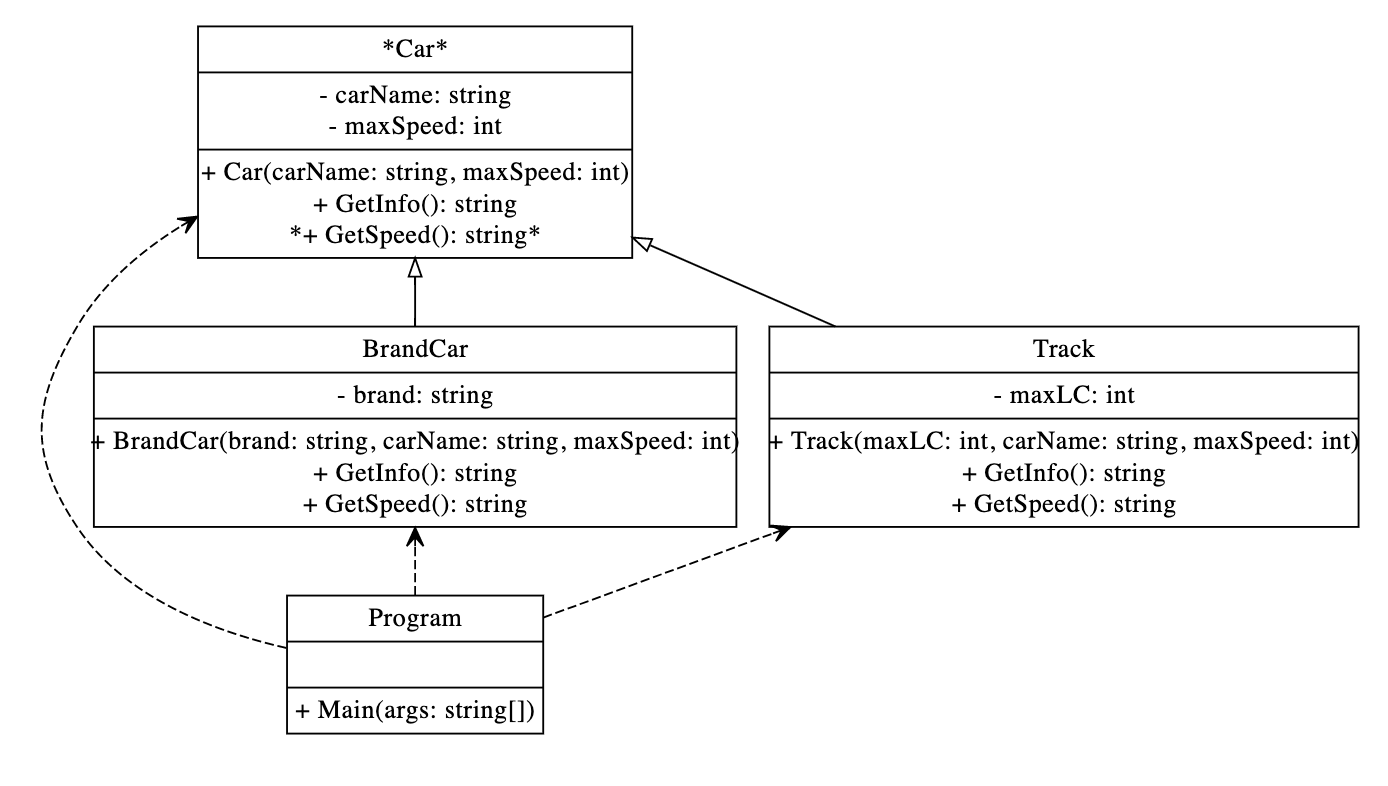 *Car*
- carName: string
- maxSpeed: int
+ Car(carName: string, maxSpeed: int)
+ GetInfo(): string
*+ GetSpeed(): string*
BrandCar
- brand: string
+ BrandCar(brand: string, carName: string, maxSpeed: int)
+ GetInfo(): string
+ GetSpeed(): string
Track
- maxLC: int
+ Track(maxLC: int, carName: string, maxSpeed: int)
+ GetInfo(): string
+ GetSpeed(): string
Program
+ Main(args: string[])